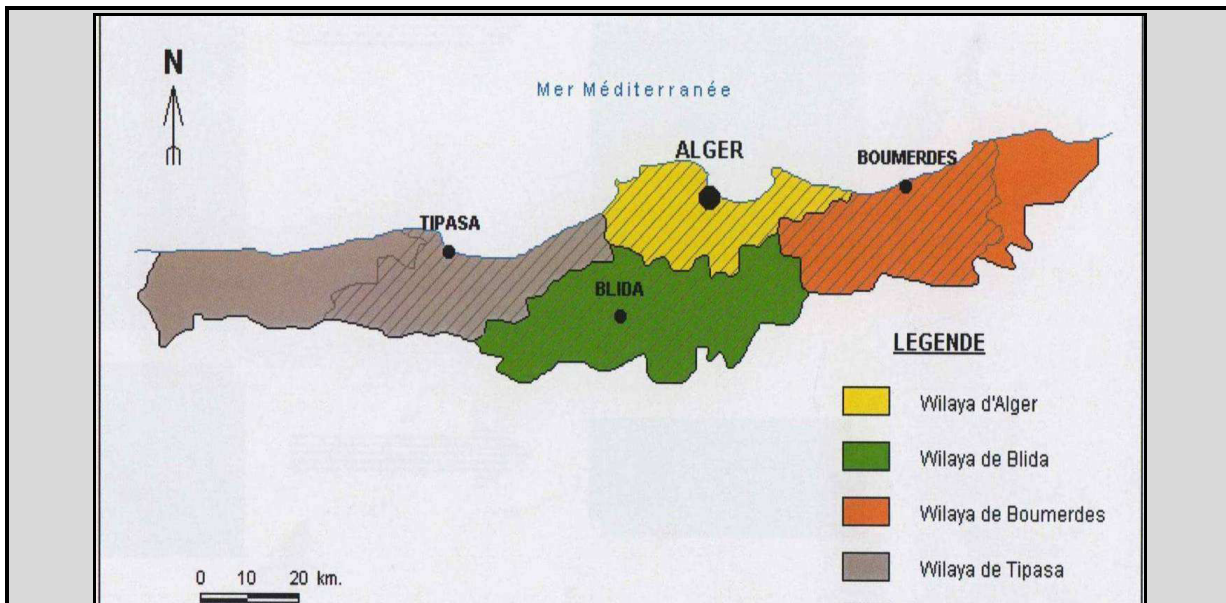 N
Mer Méditerranée
ALGER
BOUMERDES
TIPASA
BLIDA
LEGENDE
Wilaya d'Alger
Wilaya de Blida
Wilaya de Boumerdes
Wilaya de Tipasa
0 10 20 km.